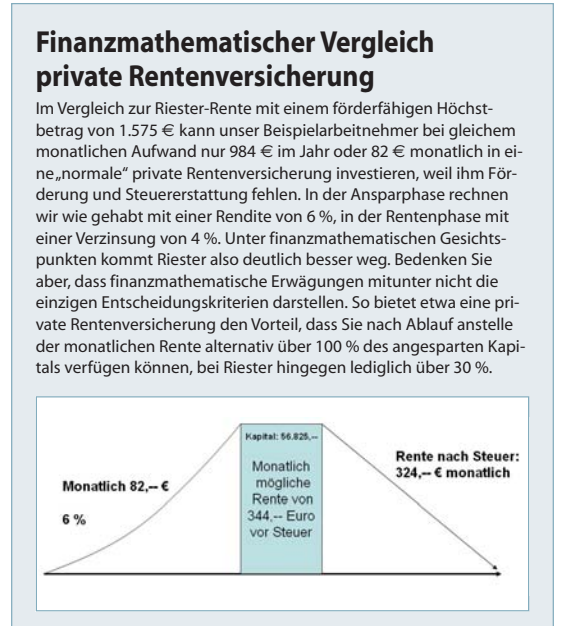 Finanzmathematischer Vergleich
private Rentenversicherung
Im Vergleich zur Riester-Rente mit einem förderfähigen Höchst-
betrag von 1.575 € kann unser Beispielarbeitnehmer bei gleichem
monatlichen Aufwand nur 984 € im Jahr oder 82 € monatlich in ei-
ne „normale“ private Rentenversicherung investieren, weil ihm För-
derung und Steuererstattung fehlen. In der Ansparphase rechnen
wir wie gehabt mit einer Rendite von 6 %, in der Rentenphase mit
einer Verzinsung von 4 %. Unter finanzmathematischen Gesichts-
punkten kommt Riester also deutlich besser weg. Bedenken Sie
aber, dass finanzmathematische Erwägungen mitunter nicht die
einzigen Entscheidungskriterien darstellen. So bietet etwa eine pri-
vate Rentenversicherung den Vorteil, dass Sie nach Ablauf anstelle
der monatlichen Rente alternativ über 100 % des angesparten Kapi-
tals verfügen können, bei Riester hingegen lediglich über 30 %.
Monatlich 82,-- €
6 %
Kapital: 56.825,--
Monatlich
mögliche
Rente von
344,-- Euro
vor Steuer
Rente nach Steuer:
324,-- € monatlich